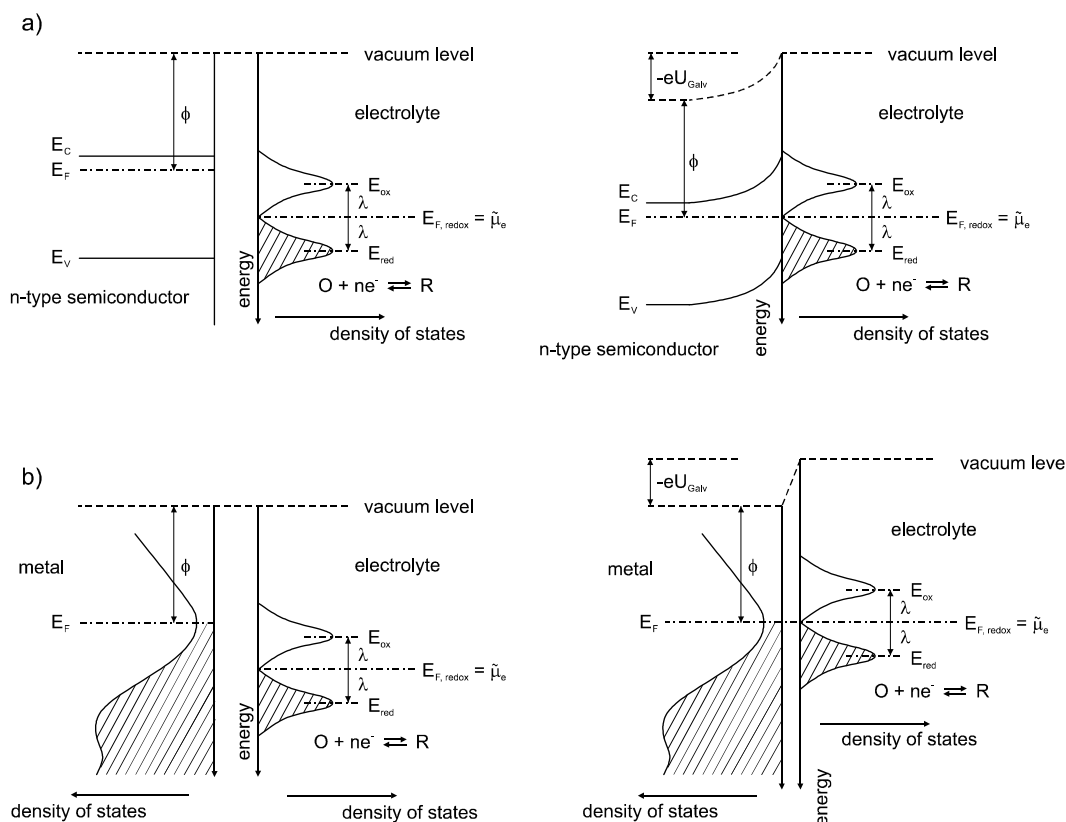 a)
vacuum level
ϕ
electrolyte
E_C
E_F
E_ox
λ
E_F, redox = μ̃_e
λ
E_V
E_red
energy
O + ne⁻ ⇌ R
n-type semiconductor
density of states
vacuum level
-eU_Galv
electrolyte
ϕ
E_C
E_ox
λ
E_F
E_F, redox = μ̃_e
λ
E_red
E_V
energy
O + ne⁻ ⇌ R
n-type semiconductor
density of states
b)
vacuum level
metal
ϕ
electrolyte
E_F
E_ox
λ
E_F, redox = μ̃_e
λ
E_red
energy
O + ne⁻ ⇌ R
density of states
density of states
vacuum leve
-eU_Galv
electrolyte
metal
ϕ
E_ox
λ
E_F
E_F, redox = μ̃_e
λ
E_red
O + ne⁻ ⇌ R
density of states
energy
density of states